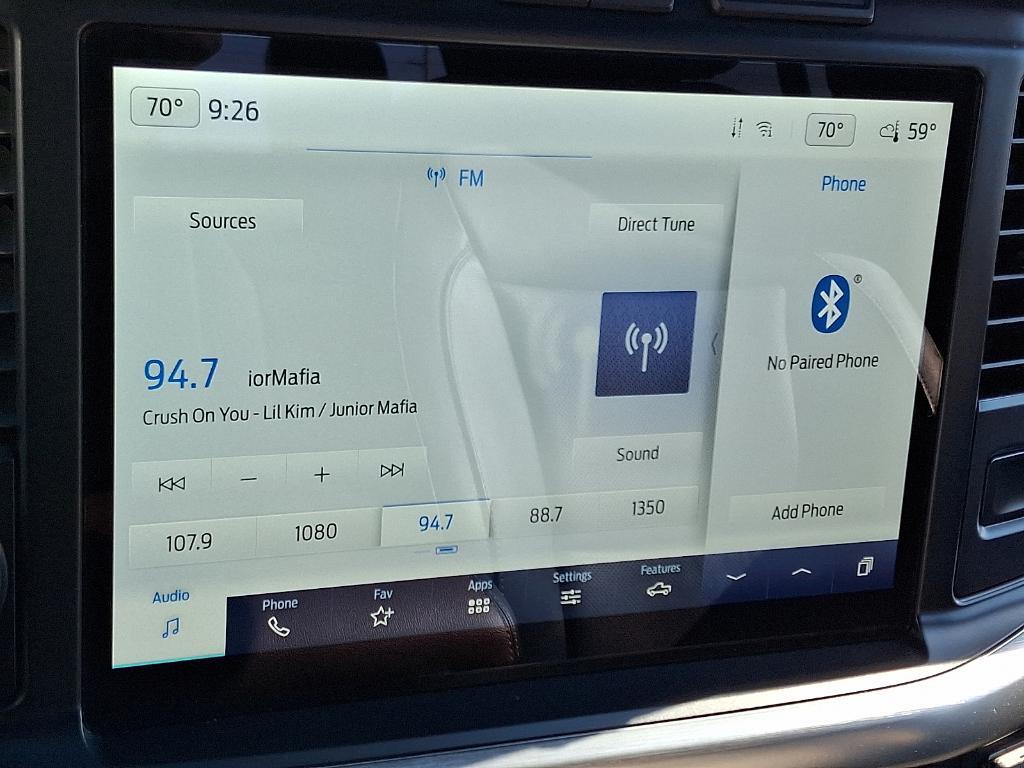 70° 9:26
70° 59°
FM
Phone
Sources
Direct Tune
®
No Paired Phone
94.7 iorMafia
Crush On You - Lil Kim / Junior Mafia
Sound
− +
Add Phone
107.9 1080 94.7 88.7 1350
Audio Phone Fav Apps Settings Features